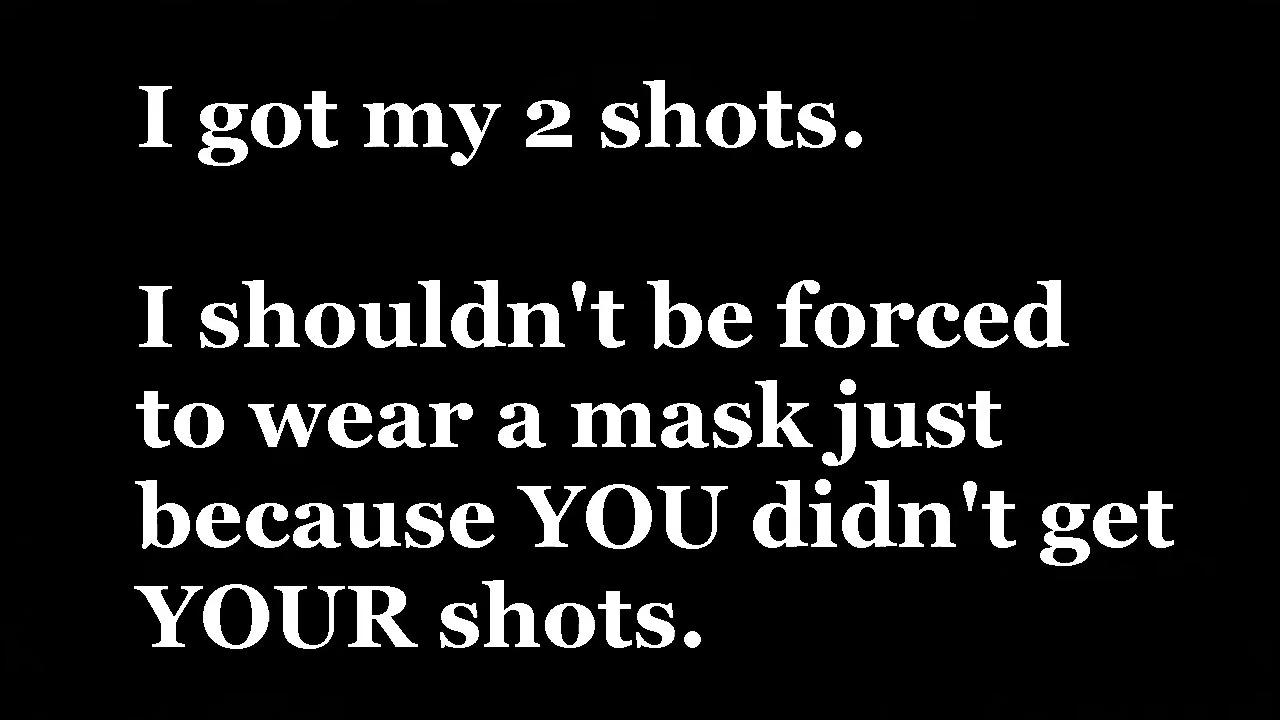 I got my 2 shots.
I shouldn't be forced
to wear a mask just
because YOU didn't get
YOUR shots.